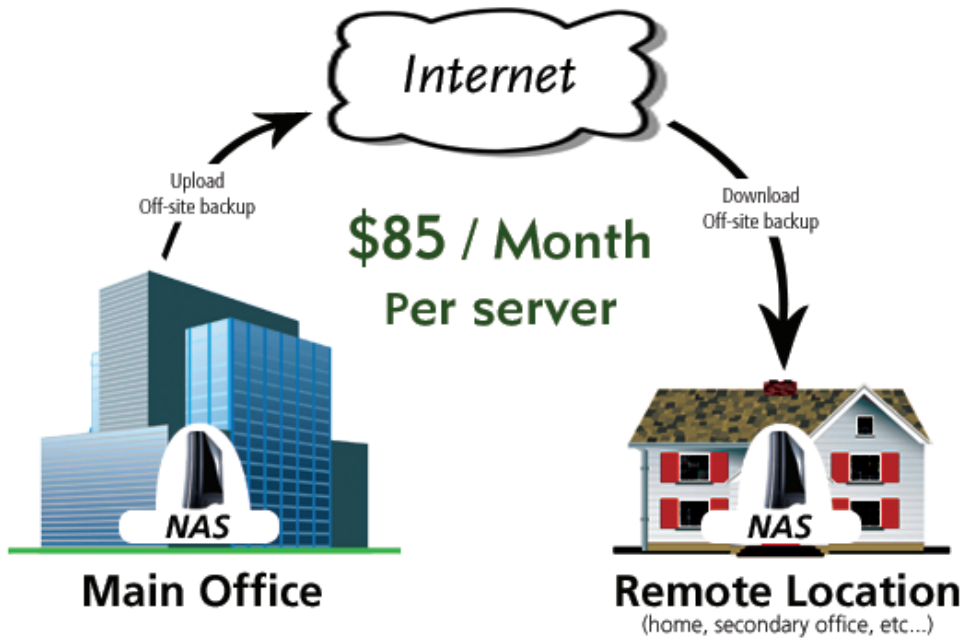 Internet
Upload
Off-site backup
Download
Off-site backup
$85 / Month
Per server
NAS
NAS
Main Office
Remote Location
(home, secondary office, etc...)